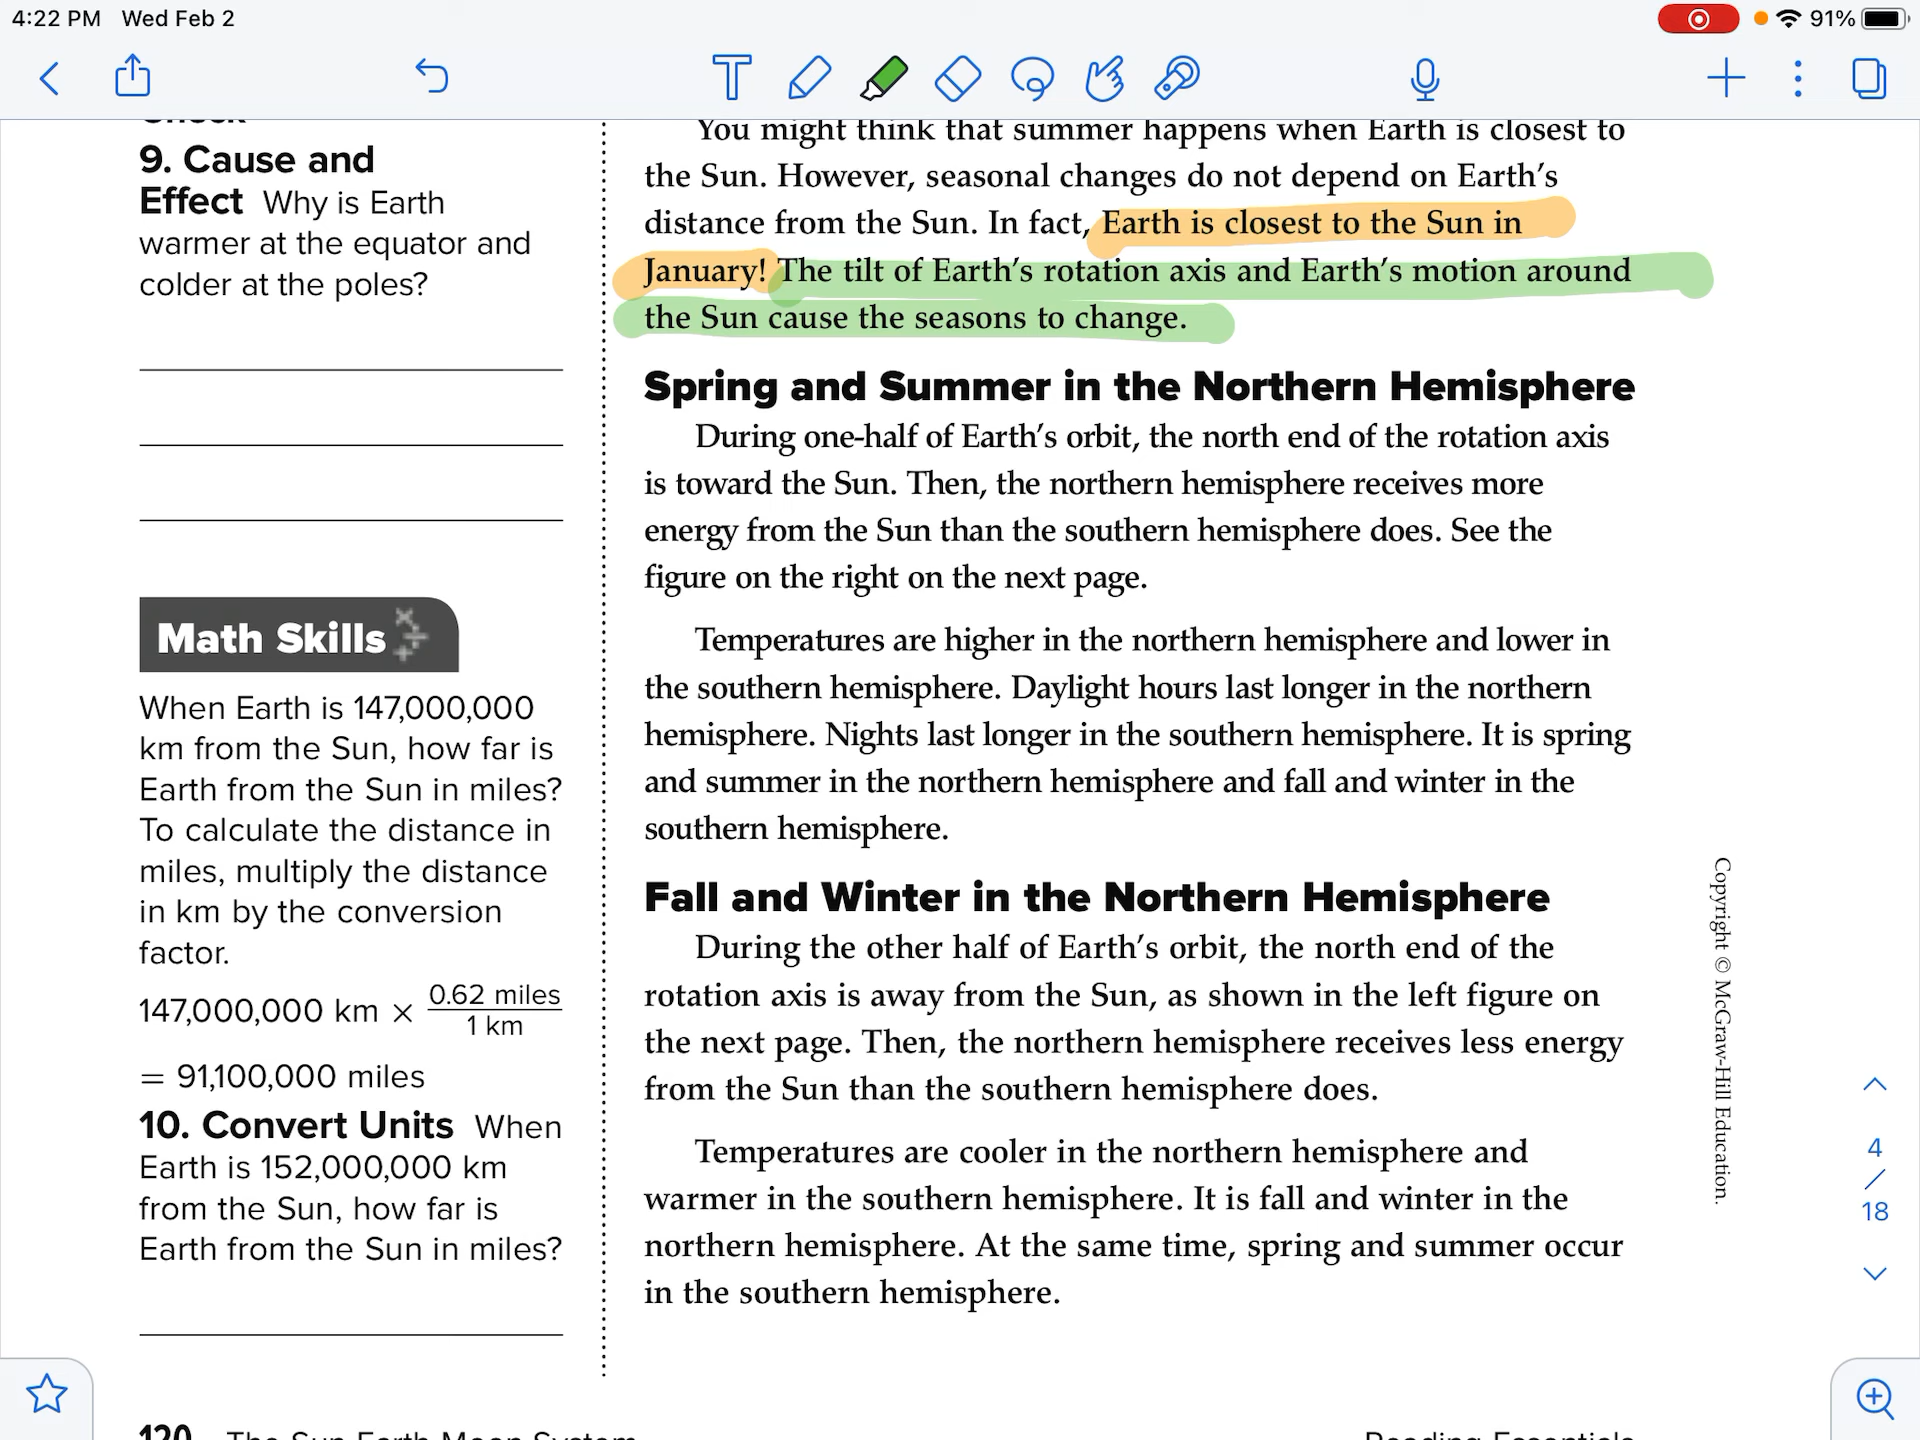 4:22 PM Wed Feb 2
91%
Check
9. Cause and
Effect Why is Earth
warmer at the equator and
colder at the poles?
Math Skills
When Earth is 147,000,000
km from the Sun, how far is
Earth from the Sun in miles?
To calculate the distance in
miles, multiply the distance
in km by the conversion
factor.
147,000,000 km × 0.62 miles / 1 km
= 91,100,000 miles
10. Convert Units When
Earth is 152,000,000 km
from the Sun, how far is
Earth from the Sun in miles?
You might think that summer happens when Earth is closest to
the Sun. However, seasonal changes do not depend on Earth's
distance from the Sun. In fact, Earth is closest to the Sun in
January! The tilt of Earth's rotation axis and Earth's motion around
the Sun cause the seasons to change.
Spring and Summer in the Northern Hemisphere
During one-half of Earth's orbit, the north end of the rotation axis
is toward the Sun. Then, the northern hemisphere receives more
energy from the Sun than the southern hemisphere does. See the
figure on the right on the next page.
Temperatures are higher in the northern hemisphere and lower in
the southern hemisphere. Daylight hours last longer in the northern
hemisphere. Nights last longer in the southern hemisphere. It is spring
and summer in the northern hemisphere and fall and winter in the
southern hemisphere.
Fall and Winter in the Northern Hemisphere
During the other half of Earth's orbit, the north end of the
rotation axis is away from the Sun, as shown in the left figure on
the next page. Then, the northern hemisphere receives less energy
from the Sun than the southern hemisphere does.
Temperatures are cooler in the northern hemisphere and
warmer in the southern hemisphere. It is fall and winter in the
northern hemisphere. At the same time, spring and summer occur
in the southern hemisphere.
Copyright © McGraw-Hill Education.
4
/
18
120 The Sun-Earth-Moon System
Reading Essentials